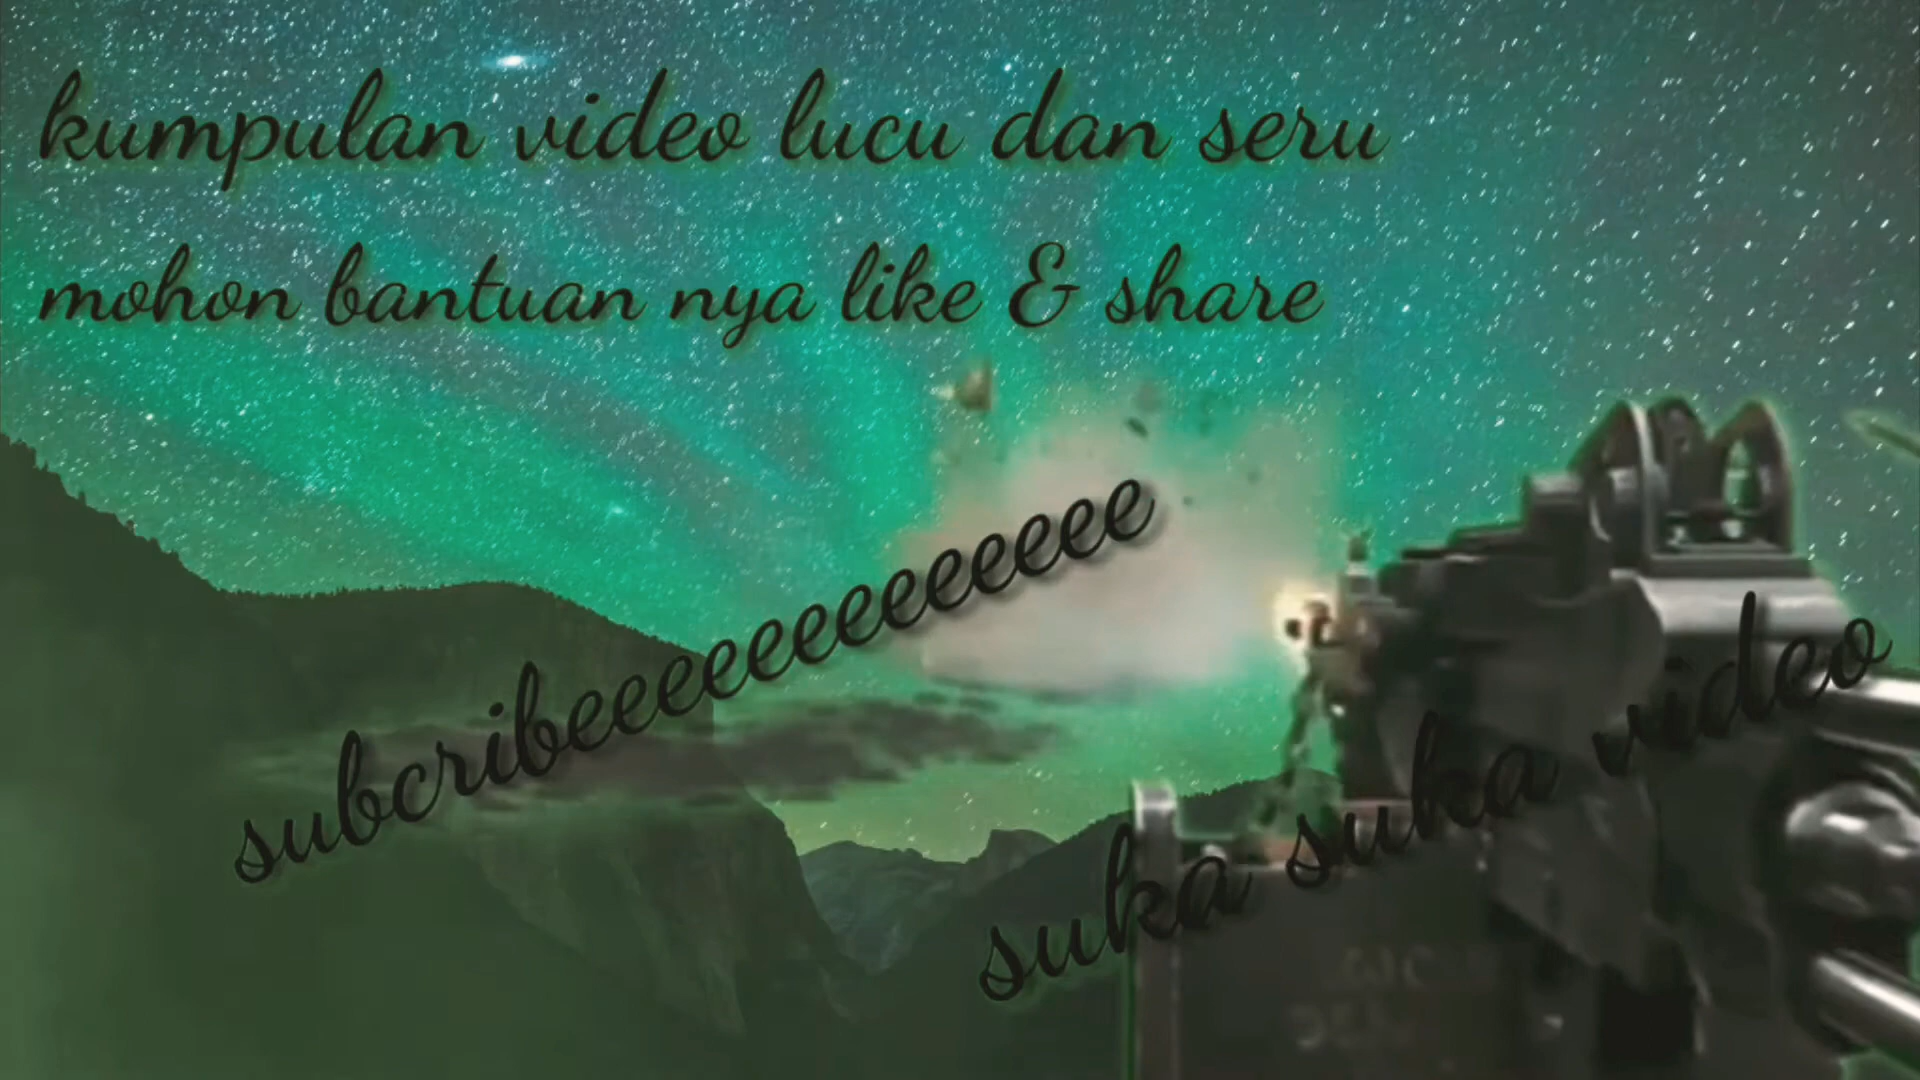 kumpulan video lucu dan seru
mohon bantuan nya like & share
subcribeeeeeeeeeeeeee
suka suka video